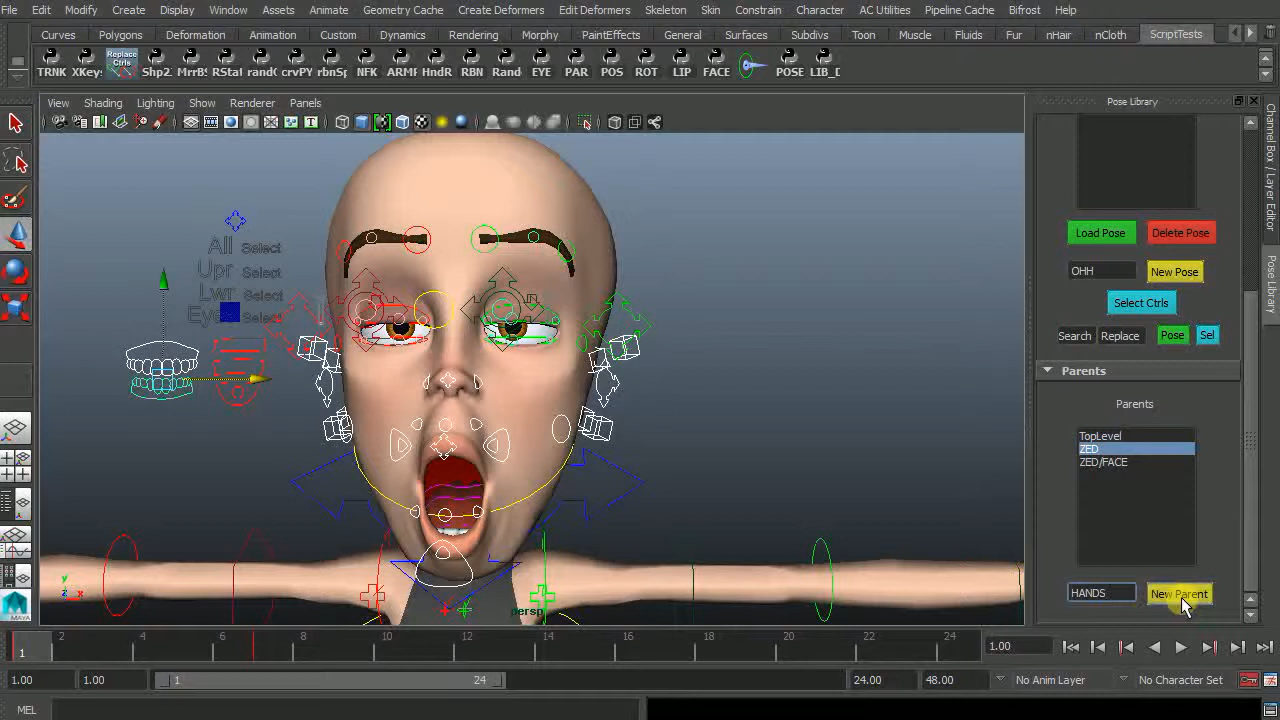 File Edit Modify Create Display Window Assets Animate Geometry Cache Create Deformers Edit Deformers Skeleton Skin Constrain Character AC Utilities Pipeline Cache Bifrost Help
Curves Polygons Deformation Animation Custom Dynamics Rendering Morphy PaintEffects General Surfaces Subdivs Toon Muscle Fluids Fur nHair nCloth ScriptTests
Replace
Ctrls
TRNK XKey Shp2 MrrB RSta rand crvPY rbnS NFK ARM HndR RBN Rand EYE PAR POS ROT LIP FACE POSE LIB_D
View Shading Lighting Show Renderer Panels
Pose Library
Channel Box / Layer Editor
Pose Library
All Select
Upr Select
Lwr Select
Eye Select
Load Pose Delete Pose
OHH New Pose
Select Ctrls
Search Replace Pose Sel
Parents
Parents
TopLevel
ZED
ZED/FACE
HANDS New Parent
persp
y
z x
MAYA
1 2 4 6 8 10 12 14 16 18 20 22 24 1.00
1.00 1.00 1 24 24.00 48.00 No Anim Layer No Character Set
MEL